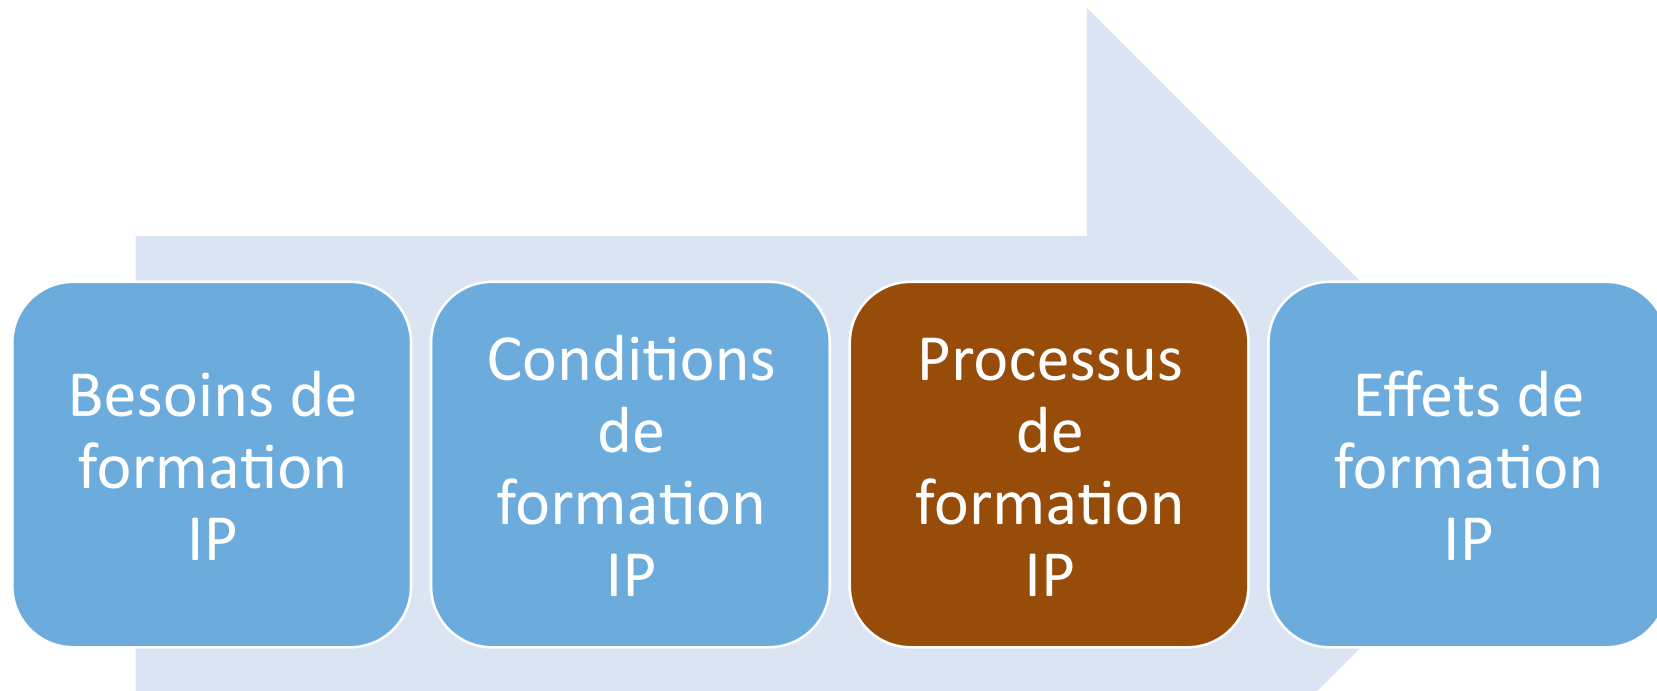 Besoins de
formation
IP
Conditions
de
formation
IP
Processus
de
formation
IP
Effets de
formation
IP